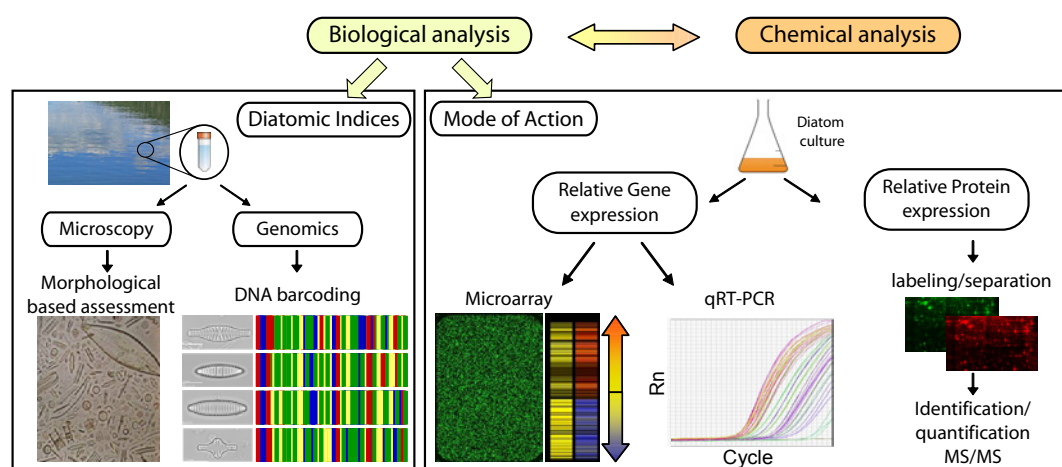 Biological analysis
Chemical analysis
Diatomic Indices
Mode of Action
Diatom
culture
Microscopy
Genomics
Morphological
based assessment
DNA barcoding
Relative Gene
expression
Relative Protein
expression
Microarray
qRT-PCR
Rn
Cycle
labeling/separation
Identification/
quantification
MS/MS